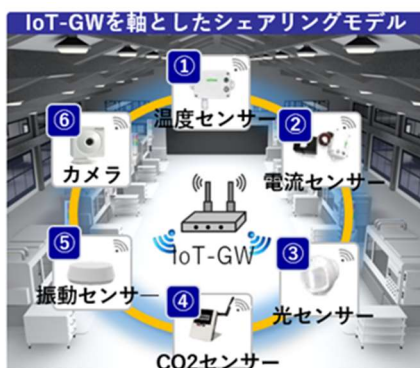 IoT-GWを軸としたシェアリングモデル
①
温度センサー
②
電流センサー
③
光センサー
④
CO2センサー
⑤
振動センサー
⑥
カメラ
IoT-GW